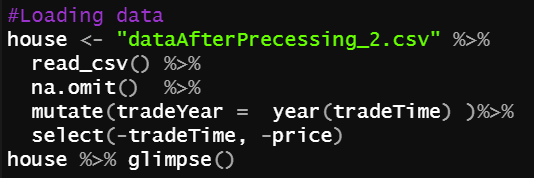 #Loading data
house <- "dataAfterPrecessing_2.csv" %>%
  read_csv() %>%
  na.omit()  %>%
  mutate(tradeYear =  year(tradeTime) )%>%
  select(-tradeTime, -price)
house %>% glimpse()